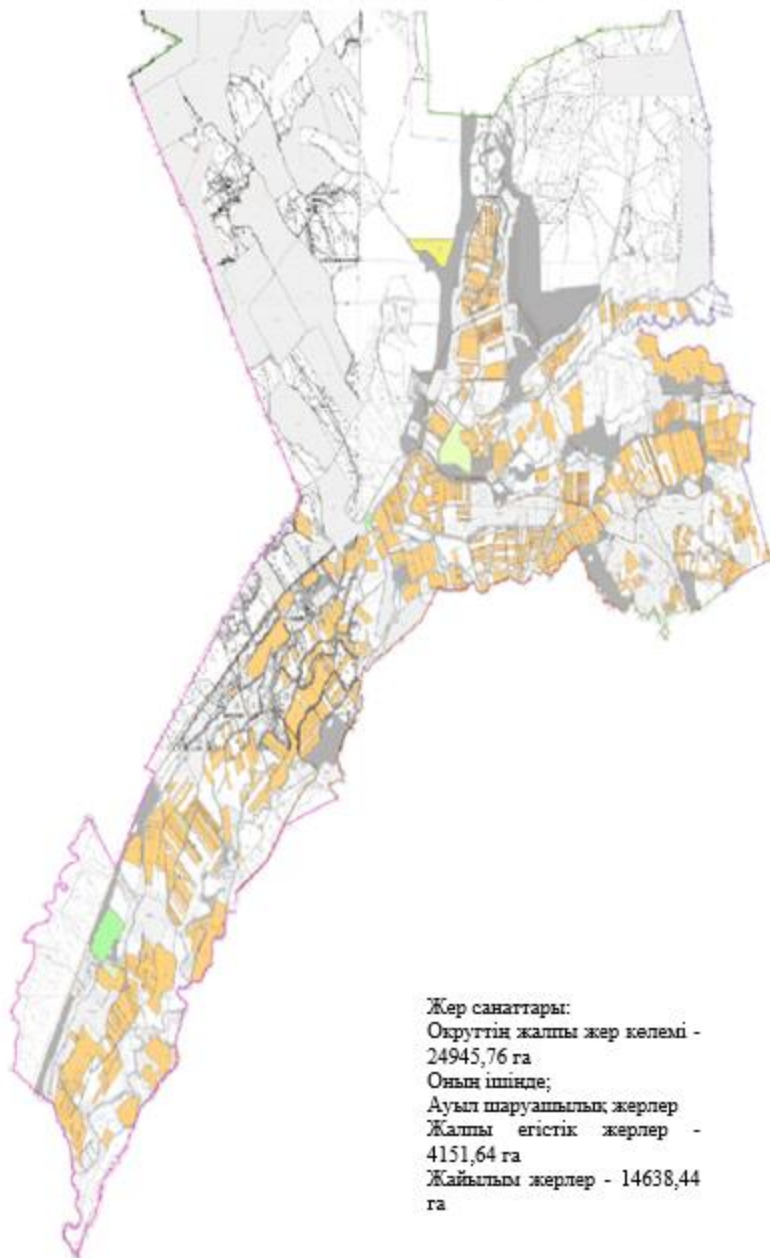 Жер санаттары:
Округтің жалпы жер көлемі -
24945,76 га
Оның ішінде;
Ауыл шаруашылық жерлер
Жалпы егістік жерлер -
4151,64 га
Жайылым жерлер - 14638,44
га